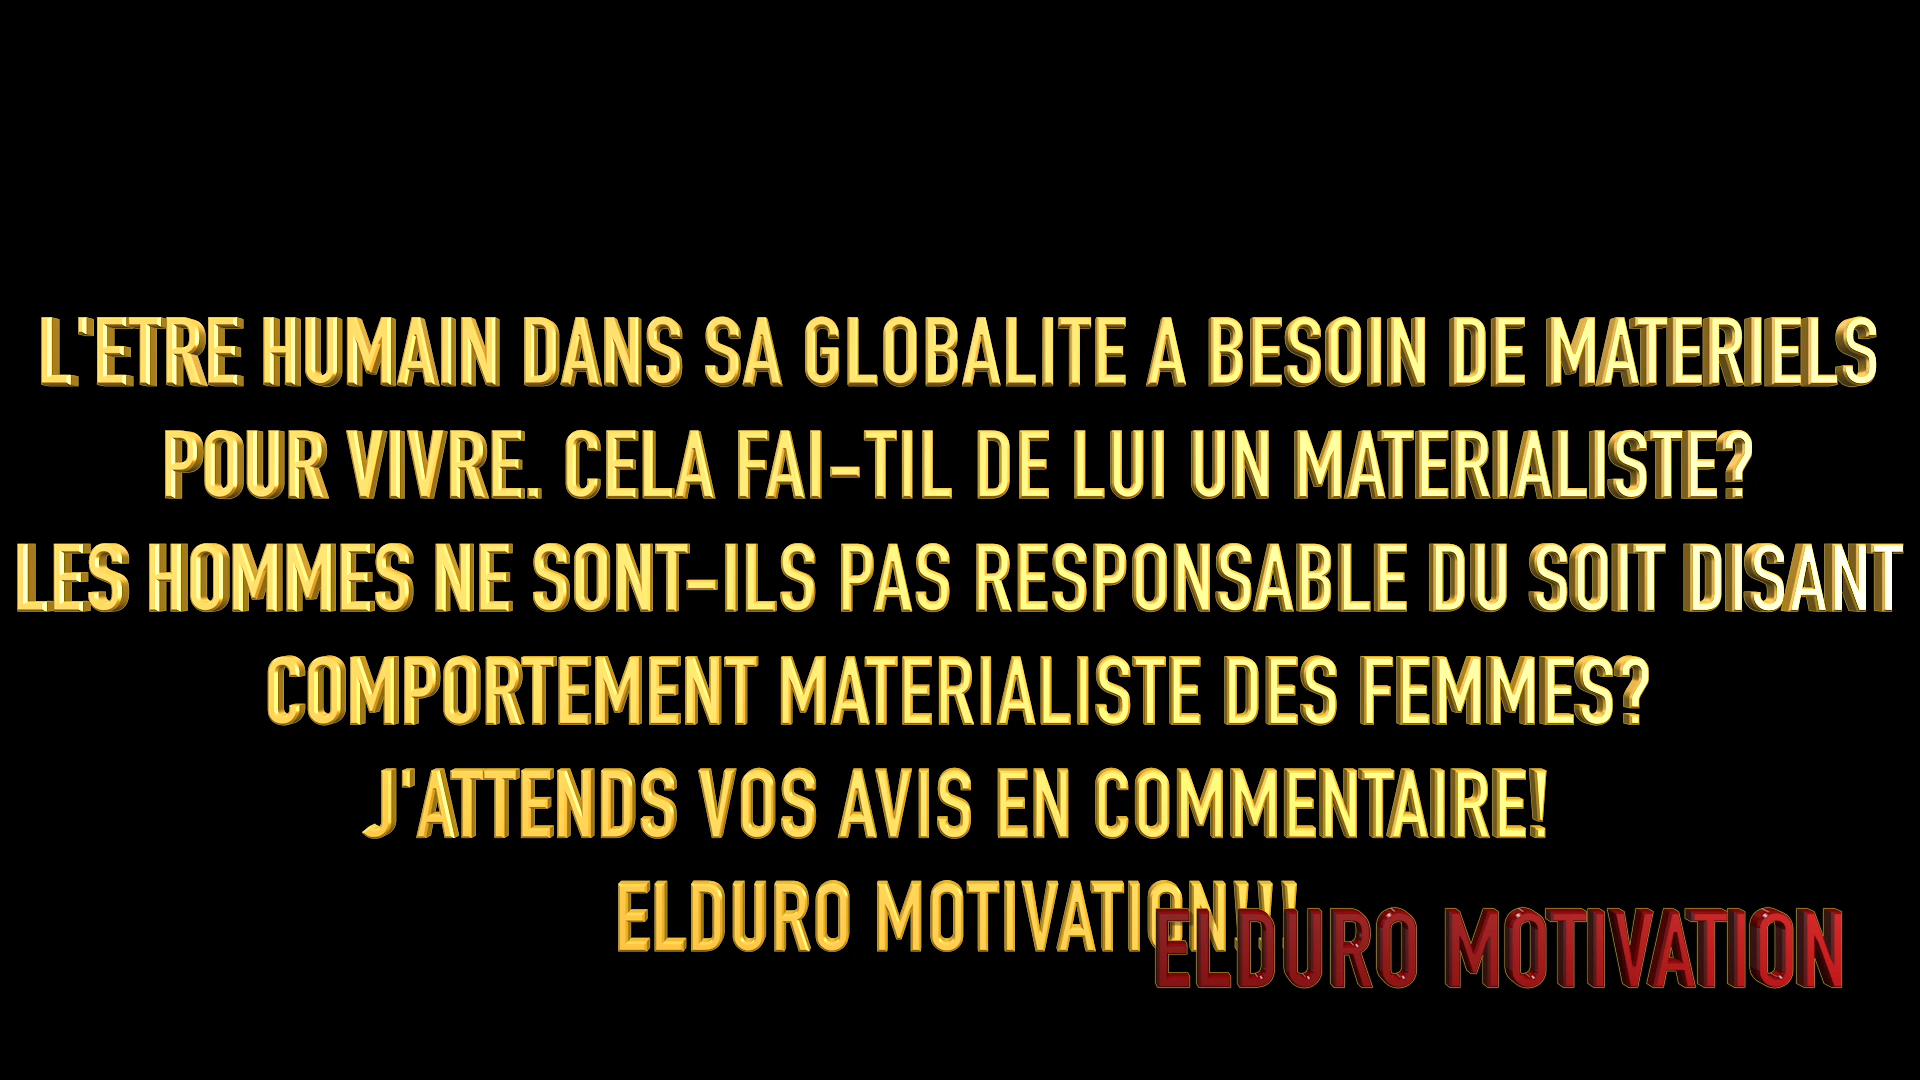 L'ETRE HUMAIN DANS SA GLOBALITE A BESOIN DE MATERIELS
POUR VIVRE. CELA FAI-TIL DE LUI UN MATERIALISTE?
LES HOMMES NE SONT-ILS PAS RESPONSABLE DU SOIT DISANT
COMPORTEMENT MATERIALISTE DES FEMMES?
J'ATTENDS VOS AVIS EN COMMENTAIRE!
ELDURO MOTIVATION!!!
ELDURO MOTIVATION